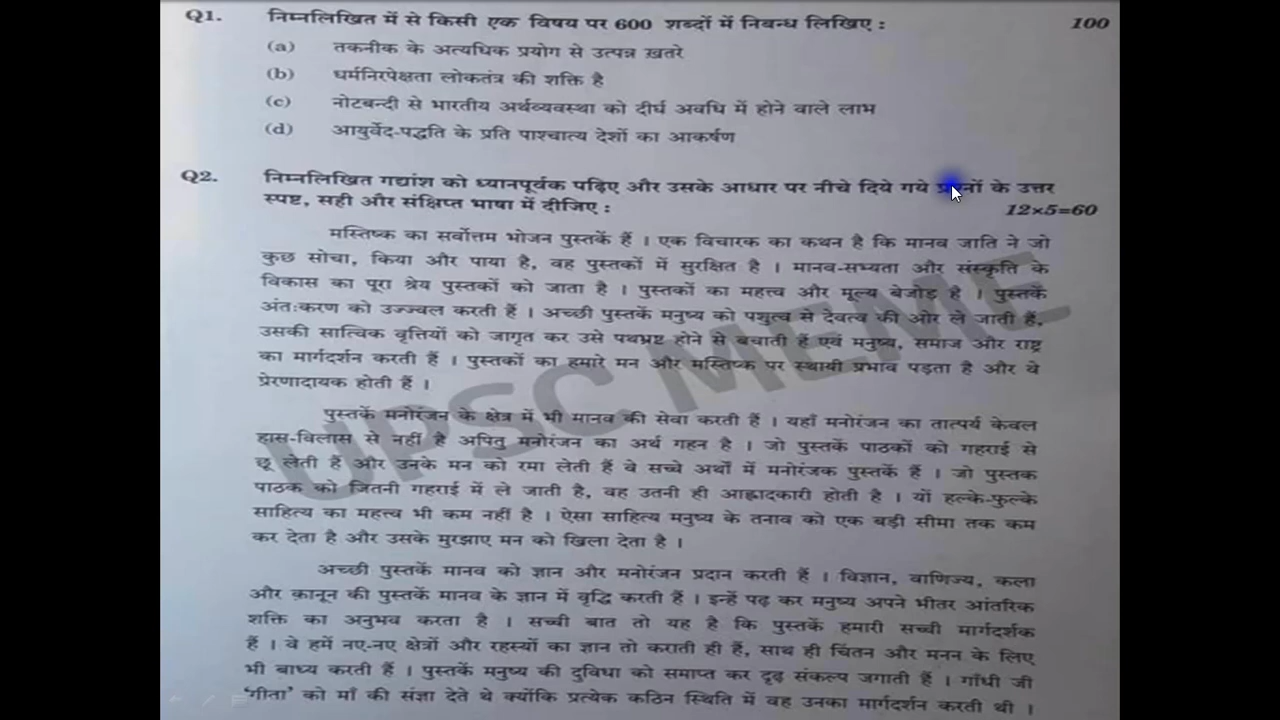 Q1. निम्नलिखित में से किसी एक विषय पर 600 शब्दों में निबन्ध लिखिए : 100
(a) तकनीक के अत्यधिक प्रयोग से उत्पन्न ख़तरे
(b) धर्मनिरपेक्षता लोकतंत्र की शक्ति है
(c) नोटबन्दी से भारतीय अर्थव्यवस्था को दीर्घ अवधि में होने वाले लाभ
(d) आयुर्वेद-पद्धति के प्रति पाश्चात्य देशों का आकर्षण
Q2. निम्नलिखित गद्यांश को ध्यानपूर्वक पढ़िए और उसके आधार पर नीचे दिये गये प्रश्नों के उत्तर
स्पष्ट, सही और संक्षिप्त भाषा में दीजिए : 12×5=60
मस्तिष्क का सर्वोत्तम भोजन पुस्तकें हैं । एक विचारक का कथन है कि मानव जाति ने जो
कुछ सोचा, किया और पाया है, वह पुस्तकों में सुरक्षित है । मानव-सभ्यता और संस्कृति के
विकास का पूरा श्रेय पुस्तकों को जाता है । पुस्तकों का महत्त्व और मूल्य बेजोड़ है । पुस्तकें
अंतःकरण को उज्ज्वल करती हैं । अच्छी पुस्तकें मनुष्य को पशुत्व से देवत्व की ओर ले जाती हैं,
उसकी सात्विक वृत्तियों को जागृत कर उसे पथभ्रष्ट होने से बचाती हैं एवं मनुष्य, समाज और राष्ट्र
का मार्गदर्शन करती हैं । पुस्तकों का हमारे मन और मस्तिष्क पर स्थायी प्रभाव पड़ता है और वे
प्रेरणादायक होती हैं ।
पुस्तकें मनोरंजन के क्षेत्र में भी मानव की सेवा करती हैं । यहाँ मनोरंजन का तात्पर्य केवल
हास-विलास से नहीं है अपितु मनोरंजन का अर्थ गहन है । जो पुस्तकें पाठकों को गहराई से
छू लेती हैं और उनके मन को रमा लेती हैं वे सच्चे अर्थों में मनोरंजक पुस्तकें हैं । जो पुस्तक
पाठक को जितनी गहराई में ले जाती है, वह उतनी ही आह्लादकारी होती है । यों हल्के-फुल्के
साहित्य का महत्त्व भी कम नहीं है । ऐसा साहित्य मनुष्य के तनाव को एक बड़ी सीमा तक कम
कर देता है और उसके मुरझाए मन को खिला देता है ।
अच्छी पुस्तकें मानव को ज्ञान और मनोरंजन प्रदान करती हैं । विज्ञान, वाणिज्य, कला
और क़ानून की पुस्तकें मानव के ज्ञान में वृद्धि करती हैं । इन्हें पढ़ कर मनुष्य अपने भीतर आंतरिक
शक्ति का अनुभव करता है । सच्ची बात तो यह है कि पुस्तकें हमारी सच्ची मार्गदर्शक
हैं । वे हमें नए-नए क्षेत्रों और रहस्यों का ज्ञान तो कराती ही हैं, साथ ही चिंतन और मनन के लिए
भी बाध्य करती हैं । पुस्तकें मनुष्य की दुविधा को समाप्त कर दृढ़ संकल्प जगाती हैं । गाँधी जी
'गीता' को माँ की संज्ञा देते थे क्योंकि प्रत्येक कठिन स्थिति में वह उनका मार्गदर्शन करती थी ।
UPSC MEME